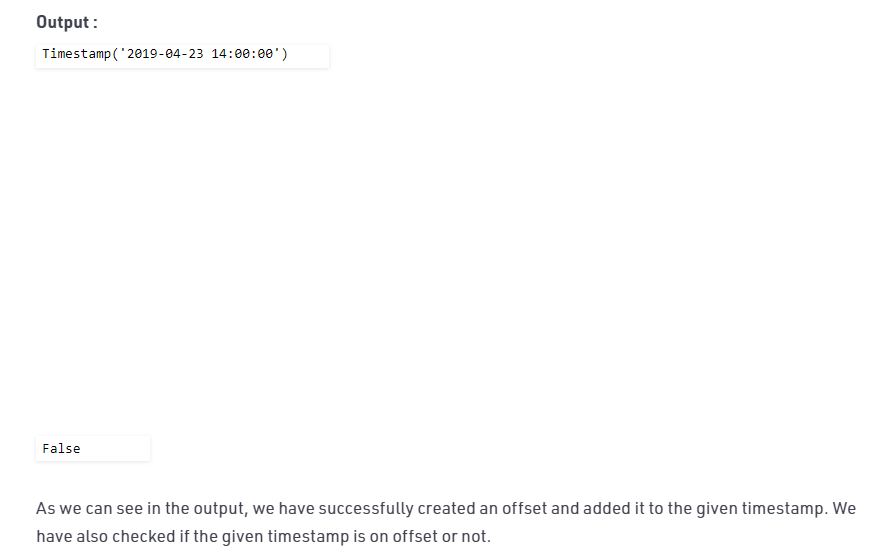 Output :
Timestamp('2019-04-23 14:00:00')
False
As we can see in the output, we have successfully created an offset and added it to the given timestamp. We
have also checked if the given timestamp is on offset or not.